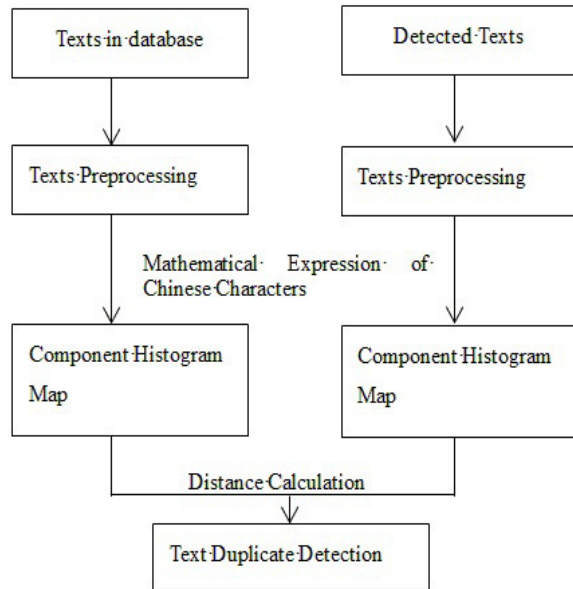 Texts in database
Detected Texts
Texts Preprocessing
Texts Preprocessing
Mathematical Expression of
Chinese Characters
Component Histogram
Map
Component Histogram
Map
Distance Calculation
Text Duplicate Detection